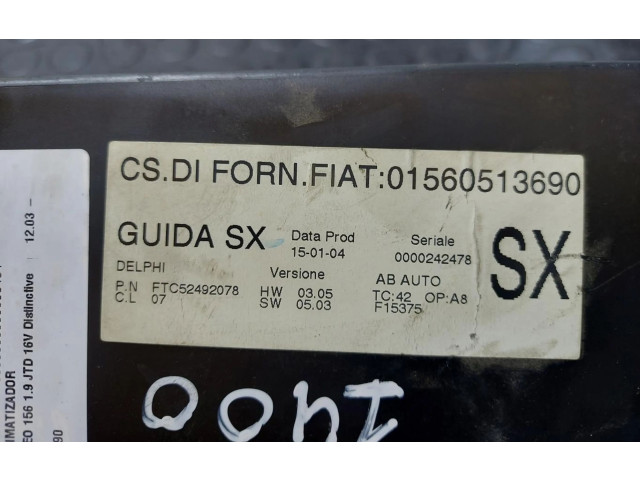 CS.DI FORN.FIAT:01560513690
GUIDA SX
Data Prod
15-01-04
Seriale
0000242478
SX
DELPHI
P.N FTC52492078
C.L 07
Versione
HW 03.05
SW 05.03
AB AUTO
TC:42 OP:A8
F15375
EO 156 1.9 JTD 16V Distinctive 12.03 -
IMATIZADOR
90
1400